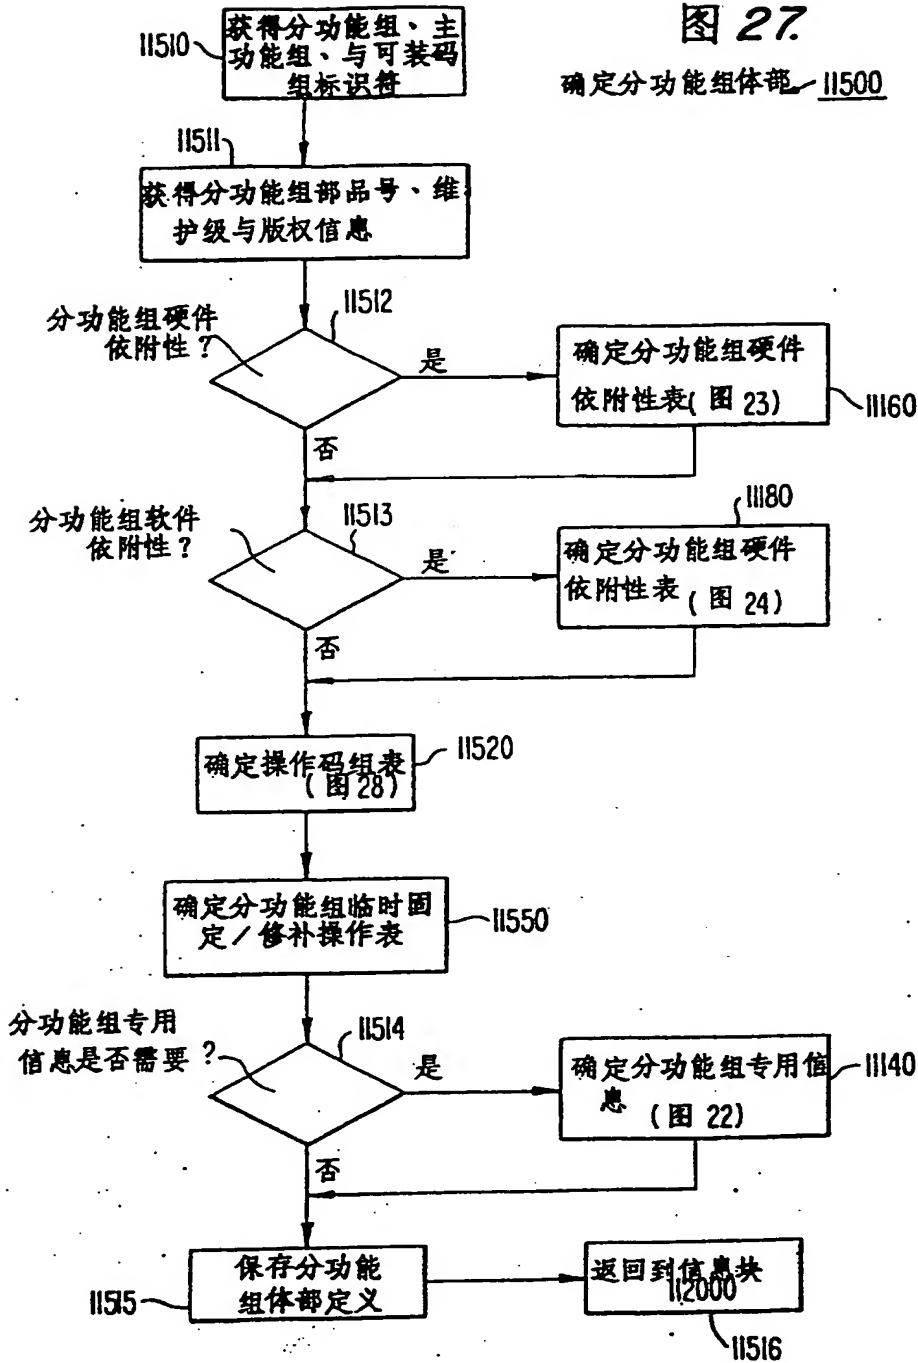 图 27.
确定分功能组体部 11500
11510
获得分功能组、主
功能组、与可装码
组标识符
11511
获得分功能组部品号、维
护级与版权信息
11512
分功能组硬件
依附性？
是
确定分功能组硬件
依附性表(图 23)
11160
否
11513
分功能组软件
依附性？
是
11180
确定分功能组硬件
依附性表 (图 24)
否
确定操作码组表
(图 28)
11520
确定分功能组临时固
定/修补操作表
11550
分功能组专用
信息是否需要？
11514
是
确定分功能组专用信
息 (图 22)
11140
否
保存分功能
组体部定义
11515
返回到信息块
112000
11516